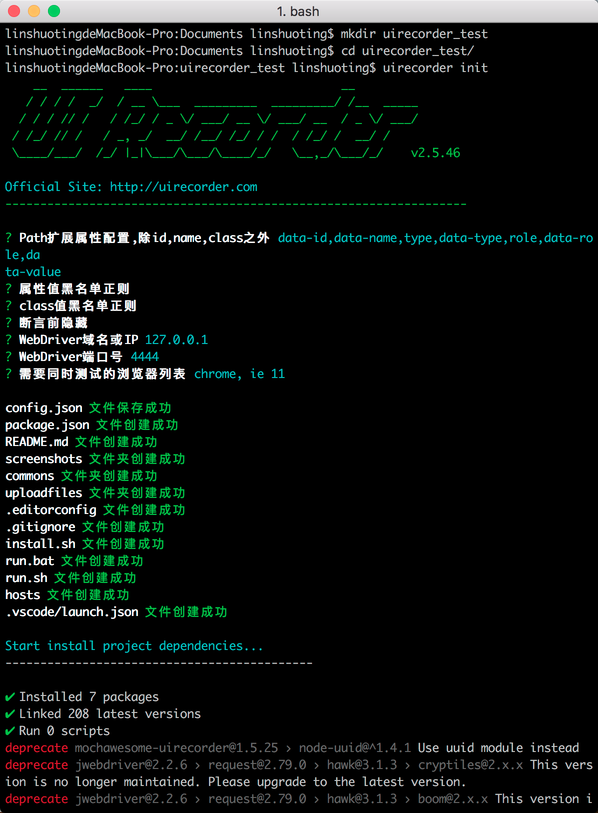 1. bash
linshuotingdeMacBook-Pro:Documents linshuoting$ mkdir uirecorder_test
linshuotingdeMacBook-Pro:Documents linshuoting$ cd uirecorder_test/
linshuotingdeMacBook-Pro:uirecorder_test linshuoting$ uirecorder init
UIRecorder v2.5.46
Official Site: http://uirecorder.com
------------------------------------------------------------------
? Path扩展属性配置,除id,name,class之外 data-id,data-name,type,data-type,role,data-ro
le,da
ta-value
? 属性值黑名单正则
? class值黑名单正则
? 断言前隐藏
? WebDriver域名或IP 127.0.0.1
? WebDriver端口号 4444
? 需要同时测试的浏览器列表 chrome, ie 11
config.json 文件保存成功
package.json 文件创建成功
README.md 文件创建成功
screenshots 文件夹创建成功
commons 文件夹创建成功
uploadfiles 文件夹创建成功
.editorconfig 文件创建成功
.gitignore 文件创建成功
install.sh 文件创建成功
run.bat 文件创建成功
run.sh 文件创建成功
hosts 文件创建成功
.vscode/launch.json 文件创建成功
Start install project dependencies...
--------------------------------------------
✔ Installed 7 packages
✔ Linked 208 latest versions
✔ Run 0 scripts
deprecate mochawesome-uirecorder@1.5.25 › node-uuid@^1.4.1 Use uuid module instead
deprecate jwebdriver@2.2.6 › request@2.79.0 › hawk@3.1.3 › cryptiles@2.x.x This vers
ion is no longer maintained. Please upgrade to the latest version.
deprecate jwebdriver@2.2.6 › request@2.79.0 › hawk@3.1.3 › boom@2.x.x This version i